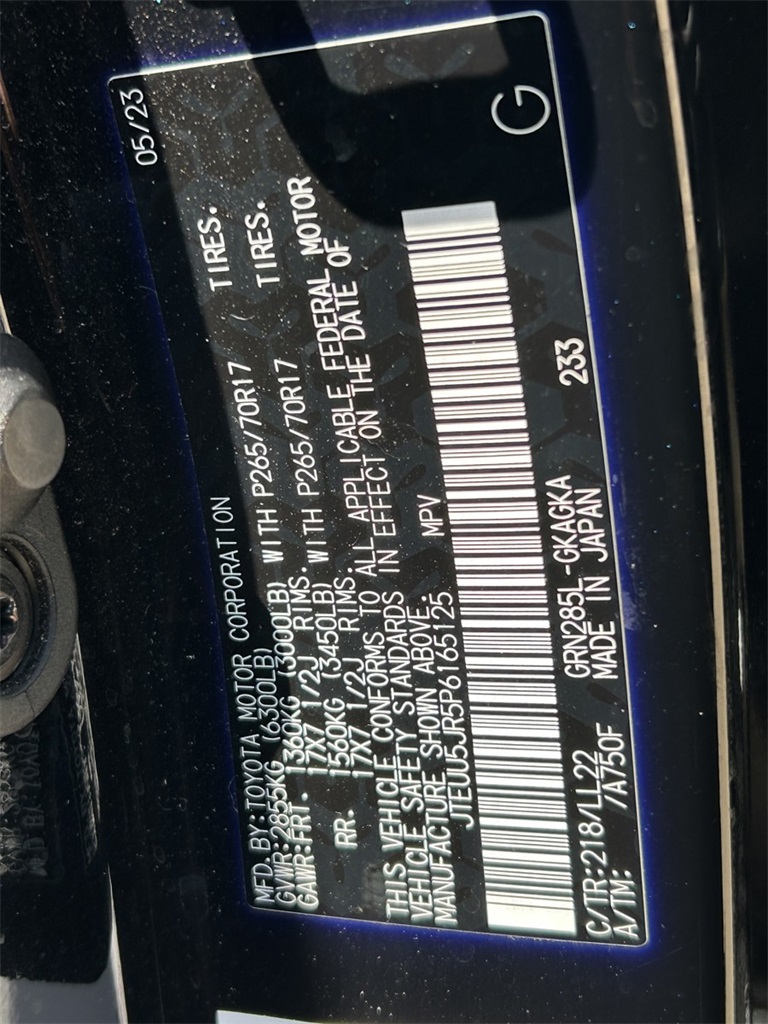 05/23
MFD. BY: TOYOTA MOTOR CORPORATION
GVWR: 2855KG (6300LB)
GAWR: FRT. 1360KG (3000LB) WITH P265/70R17 TIRES.
17X7 1/2J RIMS.
RR. 1560KG (3450LB) WITH P265/70R17 TIRES.
17X7 1/2J RIMS.
THIS VEHICLE CONFORMS TO ALL APPLICABLE FEDERAL MOTOR
VEHICLE SAFETY STANDARDS IN EFFECT ON THE DATE OF
MANUFACTURE SHOWN ABOVE.
JTEUU5JR5P6165125 MPV
G
C/TR: 218/LL22 GRN285L-GKAGKA 233
A/TM: /A750F MADE IN JAPAN